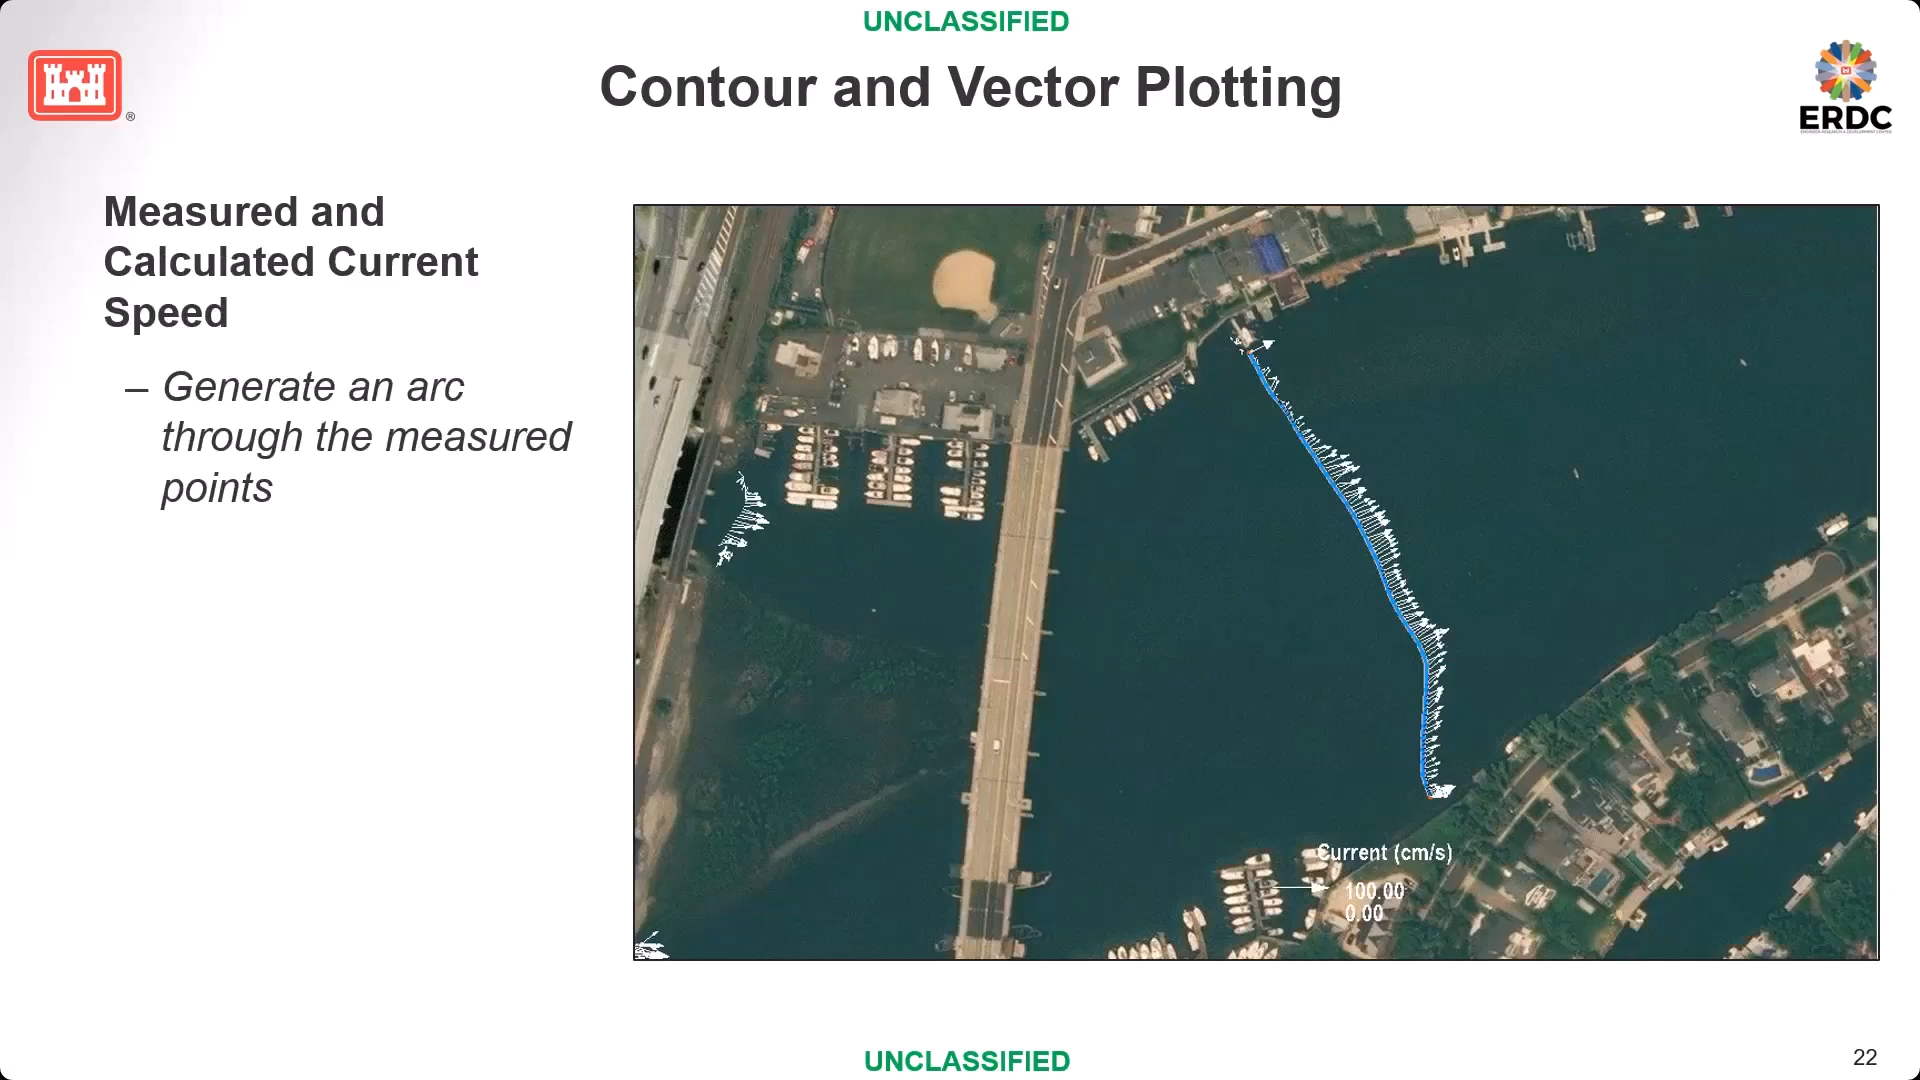 UNCLASSIFIED
Contour and Vector Plotting
®
ERDC
Measured and
Calculated Current
Speed
– Generate an arc
through the measured
points
Current (cm/s)
100.00
0.00
UNCLASSIFIED
22